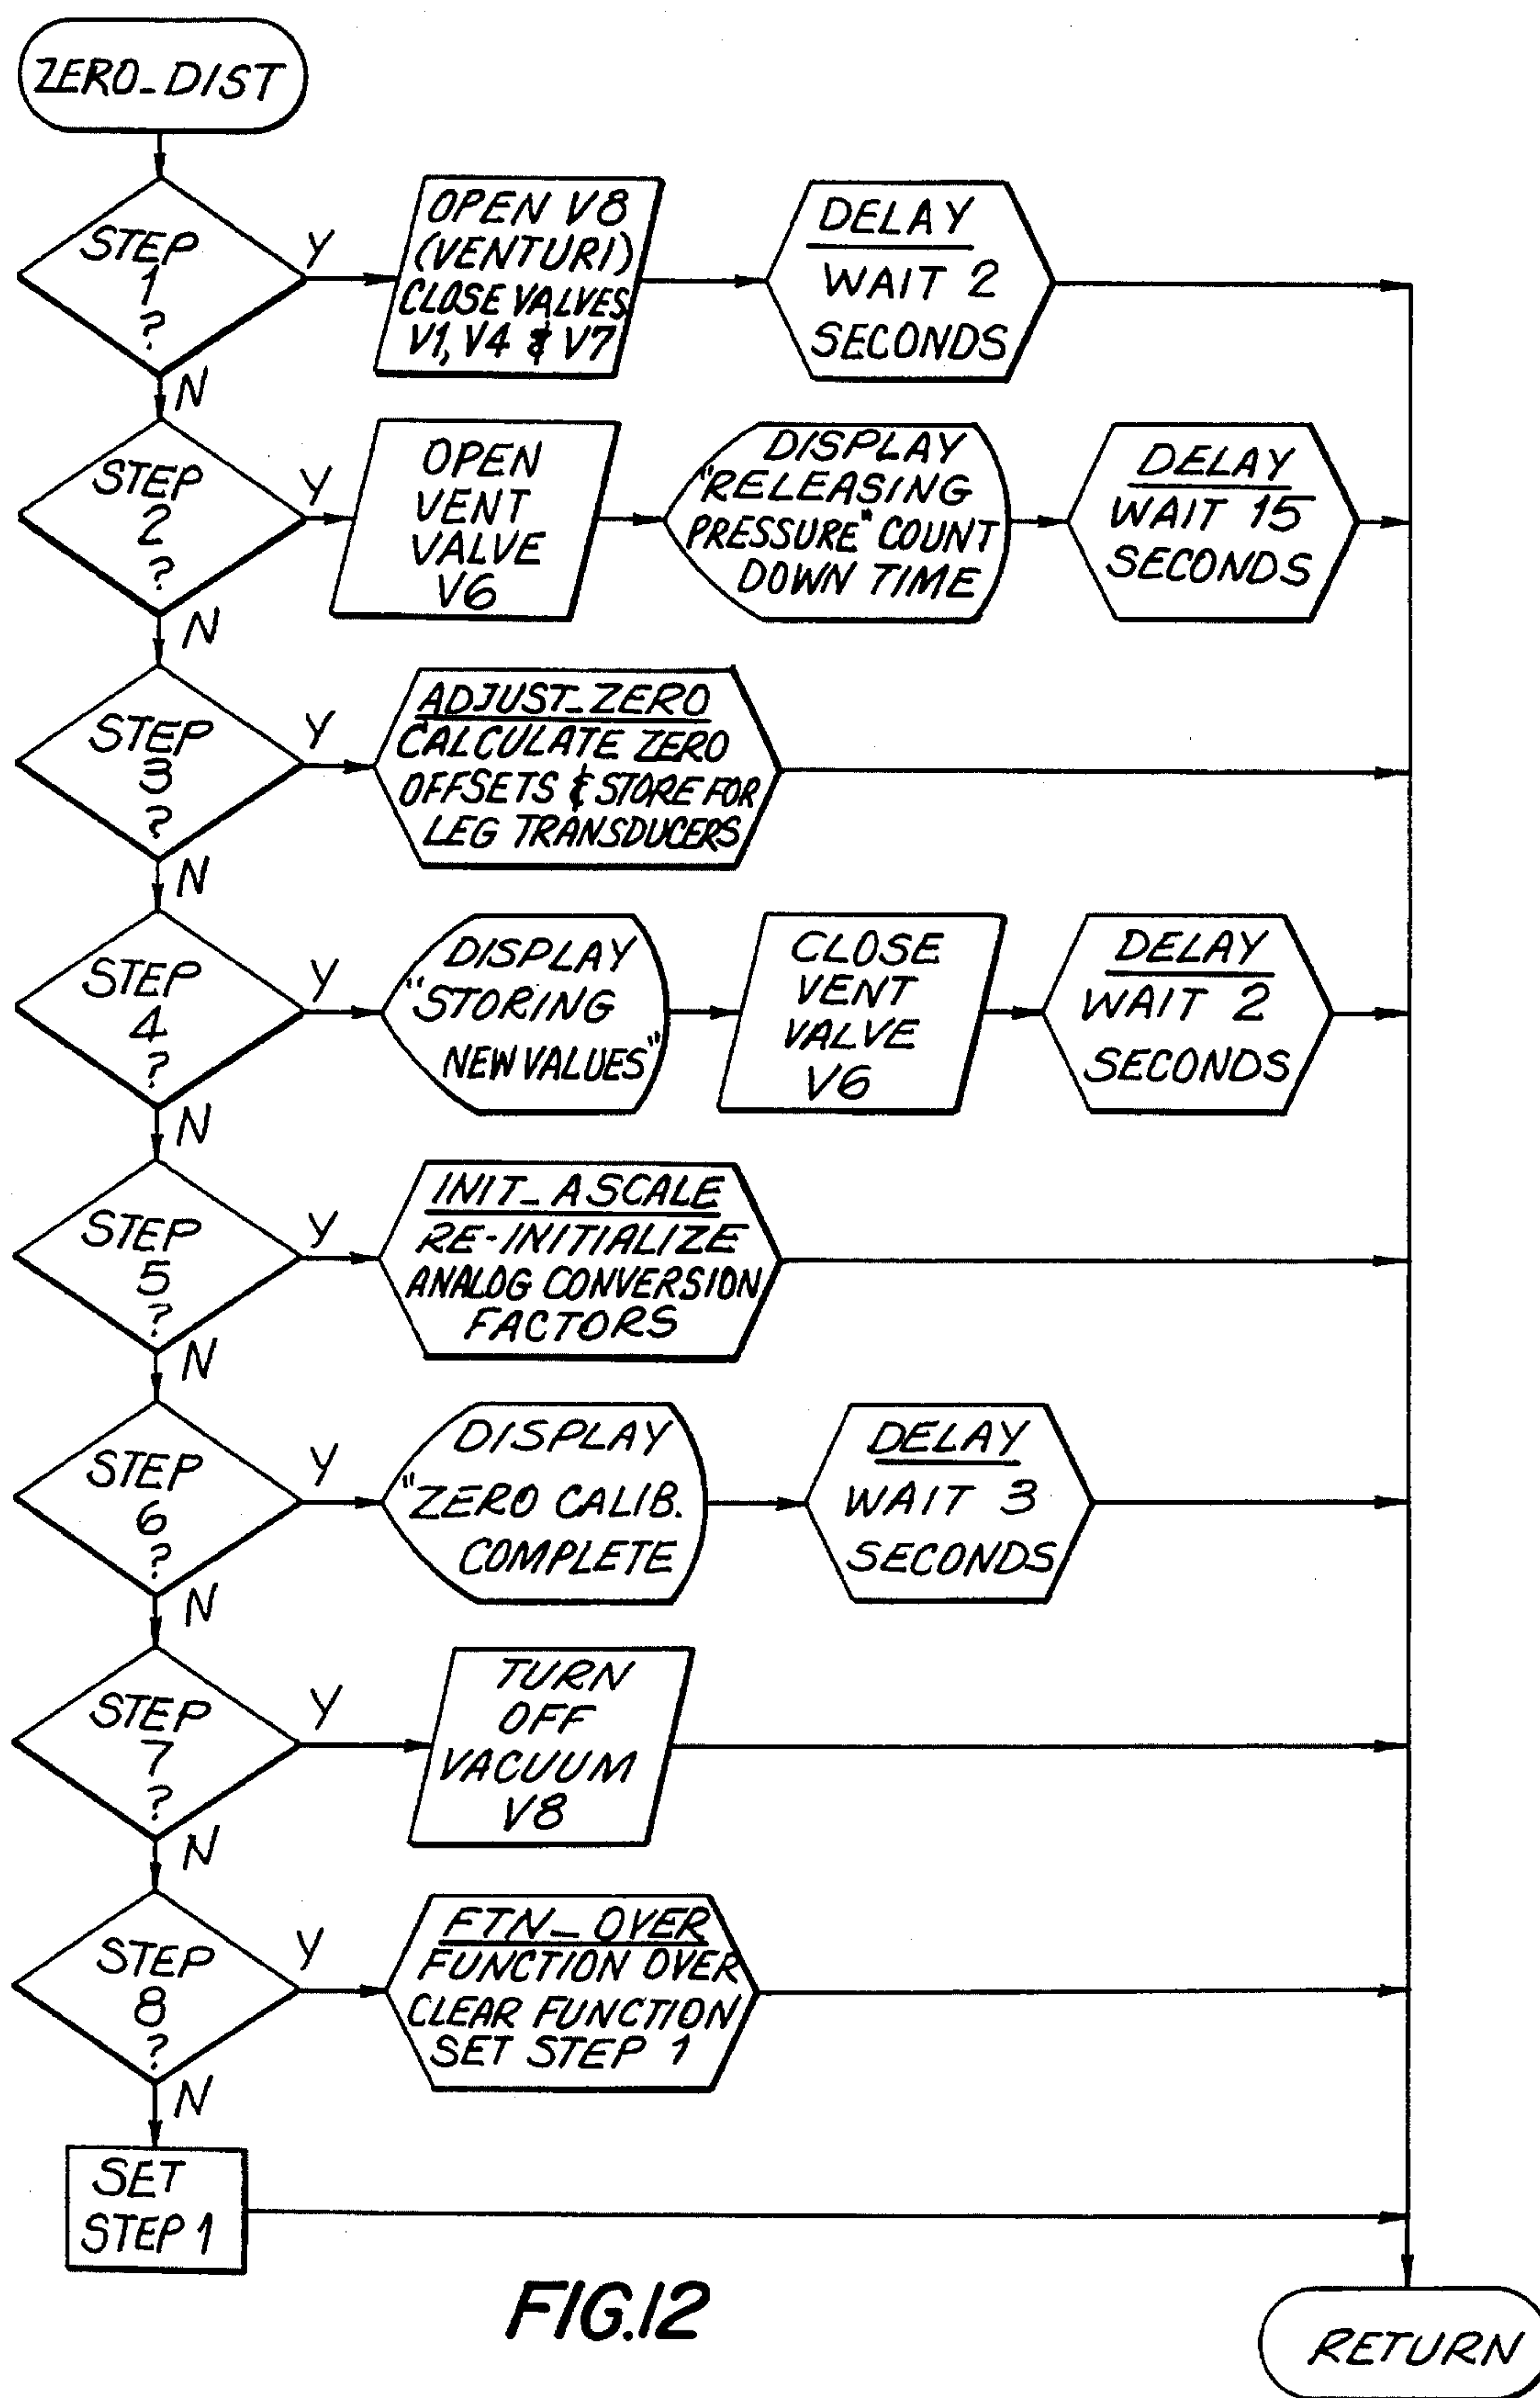 ZERO_DIST
STEP
1
?
Y
OPEN V8
(VENTURI)
CLOSE VALVES
V1, V4 & V7
DELAY
WAIT 2
SECONDS
N
STEP
2
?
Y
OPEN
VENT
VALVE
V6
DISPLAY
"RELEASING
PRESSURE" COUNT
DOWN TIME
DELAY
WAIT 15
SECONDS
N
STEP
3
?
Y
ADJUST_ZERO
CALCULATE ZERO
OFFSETS & STORE FOR
LEG TRANSDUCERS
N
STEP
4
?
Y
DISPLAY
"STORING
NEW VALUES"
CLOSE
VENT
VALVE
V6
DELAY
WAIT 2
SECONDS
N
STEP
5
?
Y
INIT_ASCALE
RE-INITIALIZE
ANALOG CONVERSION
FACTORS
N
STEP
6
?
Y
DISPLAY
"ZERO CALIB.
COMPLETE
DELAY
WAIT 3
SECONDS
N
STEP
7
?
Y
TURN
OFF
VACUUM
V8
N
STEP
8
?
Y
FTN_OVER
FUNCTION OVER
CLEAR FUNCTION
SET STEP 1
N
SET
STEP 1
RETURN
FIG.12